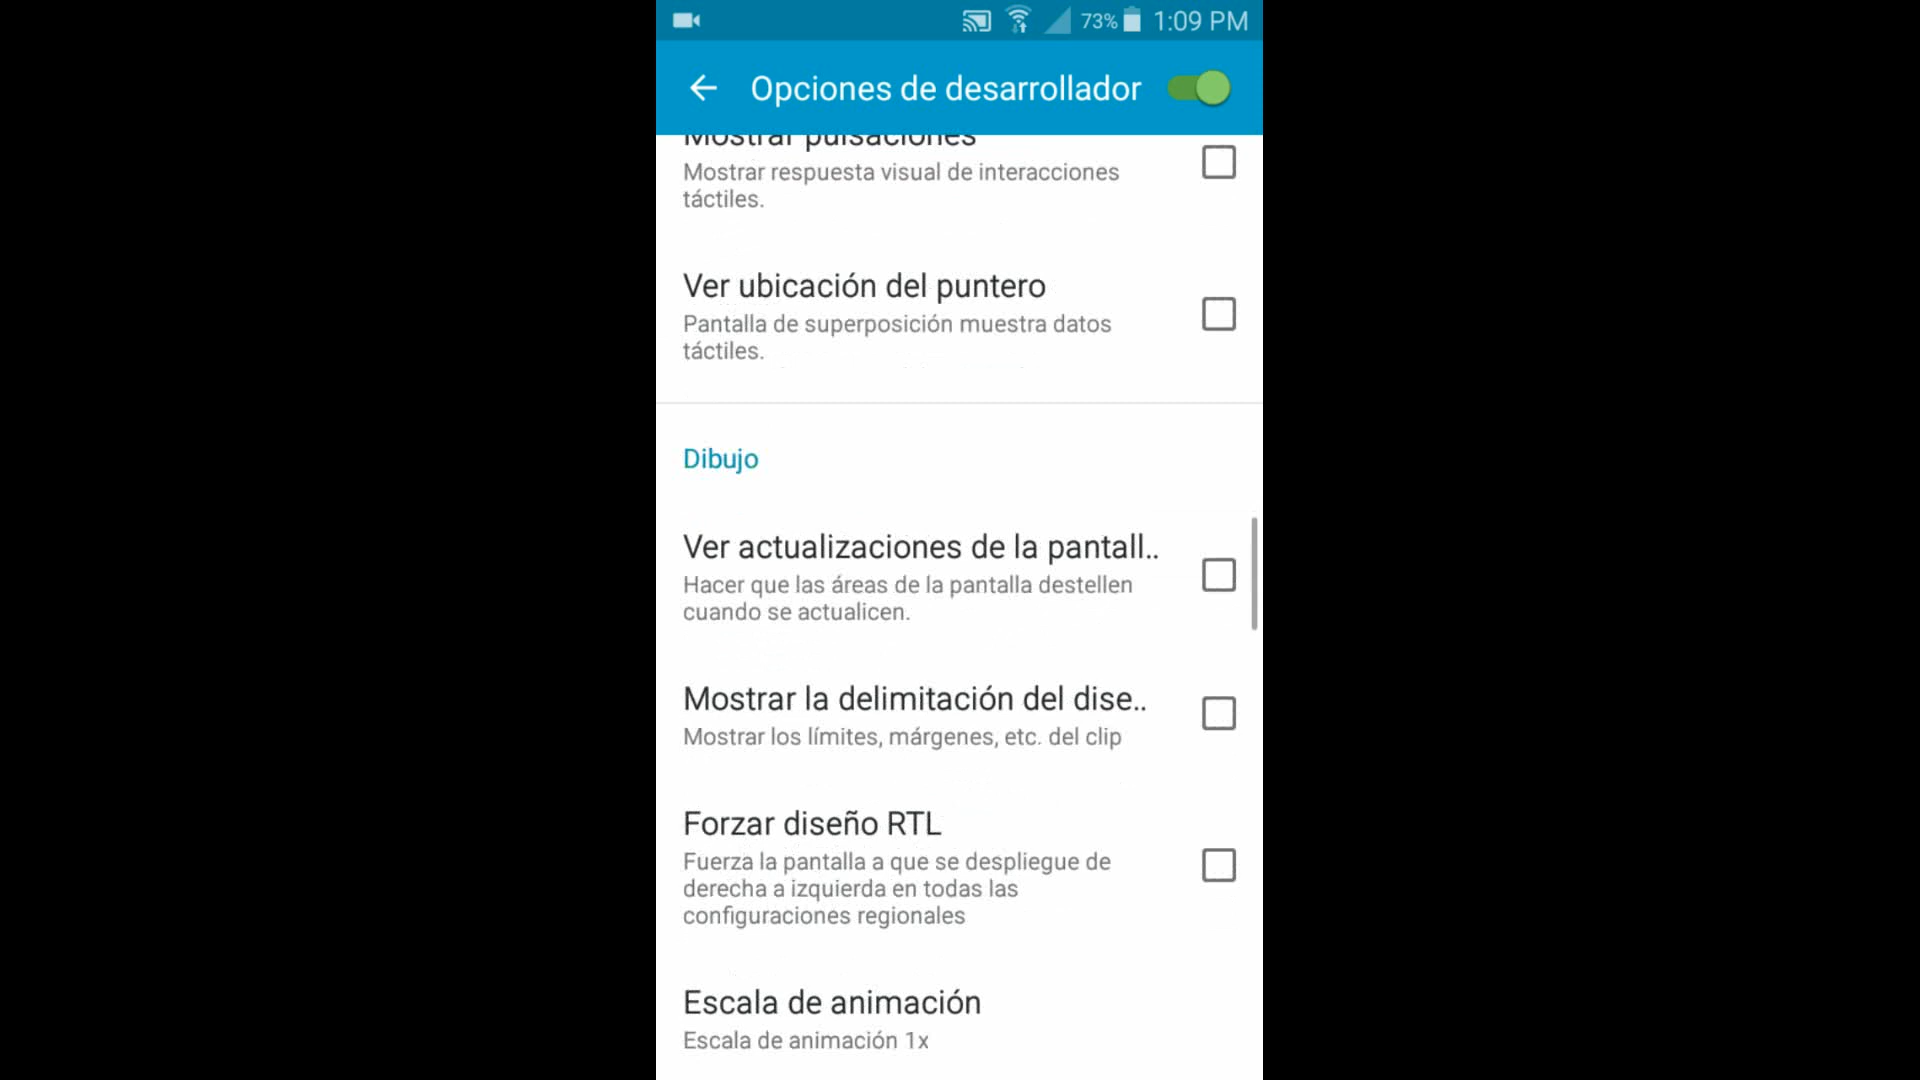 73% 1:09 PM
Opciones de desarrollador
Mostrar pulsaciones
Mostrar respuesta visual de interacciones
táctiles.
Ver ubicación del puntero
Pantalla de superposición muestra datos
táctiles.
Dibujo
Ver actualizaciones de la pantall..
Hacer que las áreas de la pantalla destellen
cuando se actualicen.
Mostrar la delimitación del dise..
Mostrar los límites, márgenes, etc. del clip
Forzar diseño RTL
Fuerza la pantalla a que se despliegue de
derecha a izquierda en todas las
configuraciones regionales
Escala de animación
Escala de animación 1x